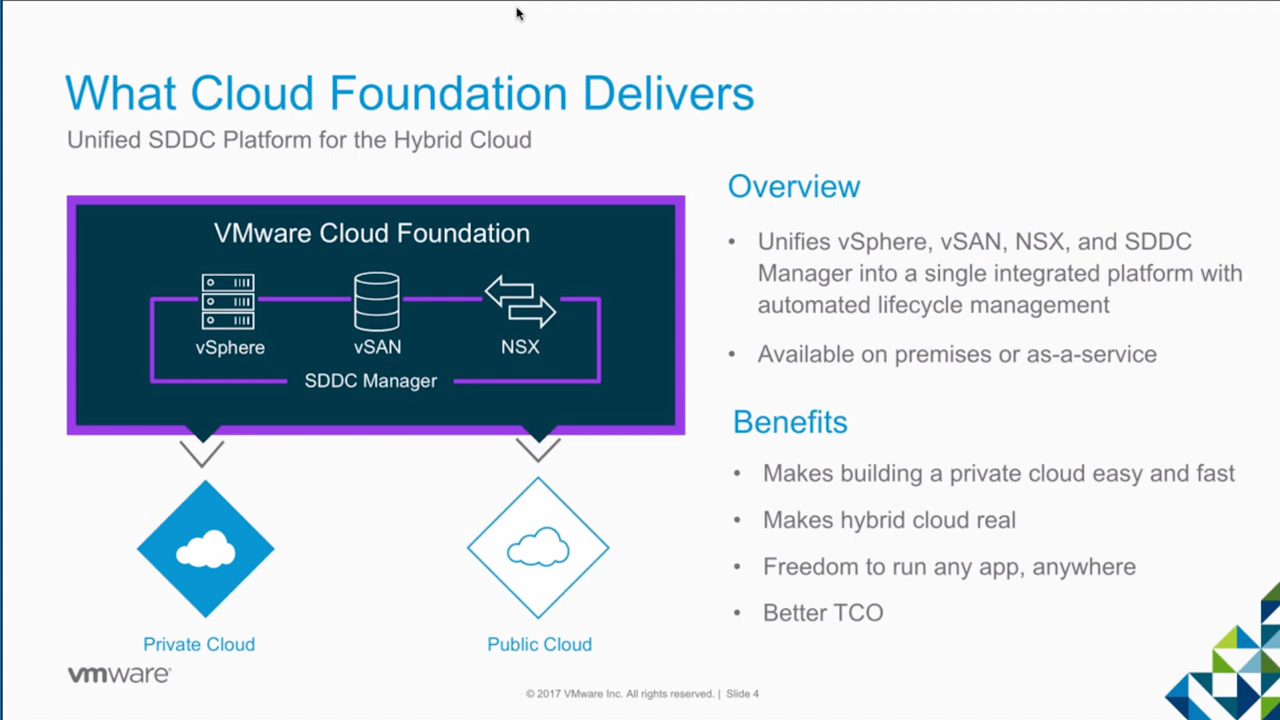 What Cloud Foundation Delivers
Unified SDDC Platform for the Hybrid Cloud
VMware Cloud Foundation
vSphere
vSAN
NSX
SDDC Manager
Private Cloud
Public Cloud
Overview
• Unifies vSphere, vSAN, NSX, and SDDC
Manager into a single integrated platform with
automated lifecycle management
• Available on premises or as-a-service
Benefits
• Makes building a private cloud easy and fast
• Makes hybrid cloud real
• Freedom to run any app, anywhere
• Better TCO
vmware®
© 2017 VMware Inc. All rights reserved. | Slide 4